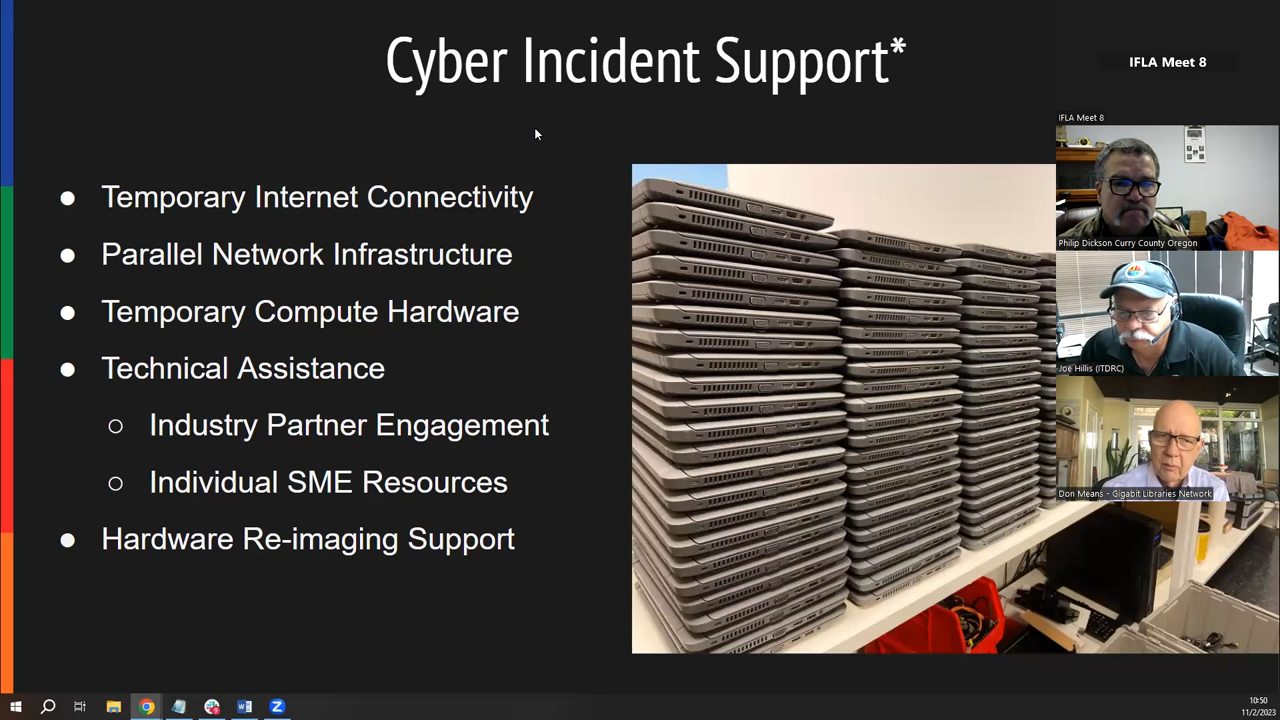 Cyber Incident Support*
IFLA Meet 8
IFLA Meet 8
● Temporary Internet Connectivity
● Parallel Network Infrastructure
● Temporary Compute Hardware
● Technical Assistance
○ Industry Partner Engagement
○ Individual SME Resources
● Hardware Re-imaging Support
Philip Dickson Curry County Oregon
Joe Hillis (ITDRC)
Don Means - Gigabit Libraries Network
10:50
11/2/2023